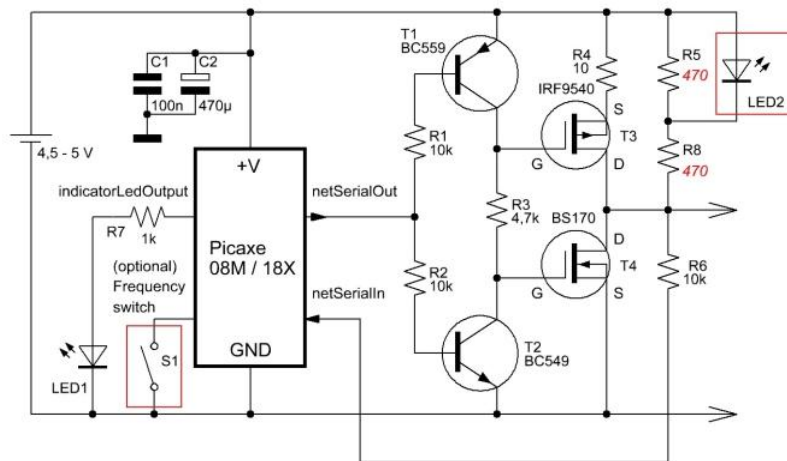 T1
BC559
C1
C2
100n
470µ
R4
10
R5
470
LED2
IRF9540
S
T3
G
D
R1
10k
R8
470
4,5 - 5 V
+V
indicatorLedOutput
R7
1k
netSerialOut
R3
4,7k
BS170
D
T4
G
S
R6
10k
Picaxe
08M / 18X
(optional)
Frequency
switch
R2
10k
netSerialIn
GND
S1
LED1
T2
BC549